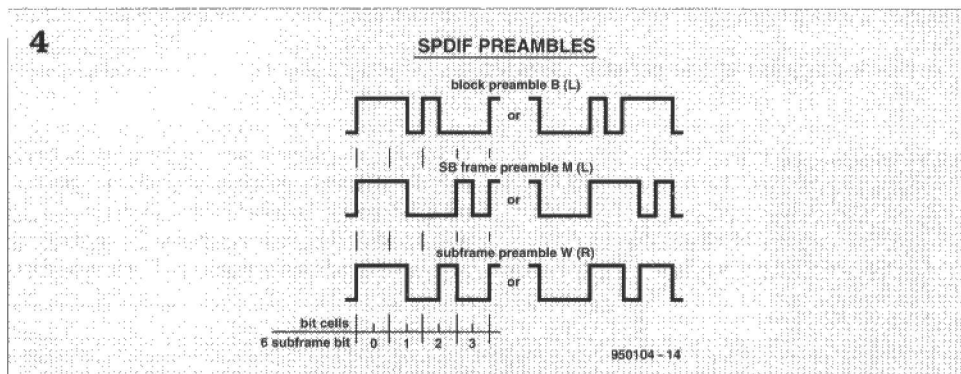 4
SPDIF PREAMBLES
block preamble B (L)
or
SB frame preamble M (L)
or
subframe preamble W (R)
or
bit cells
6 subframe bit 0 1 2 3
950104 - 14